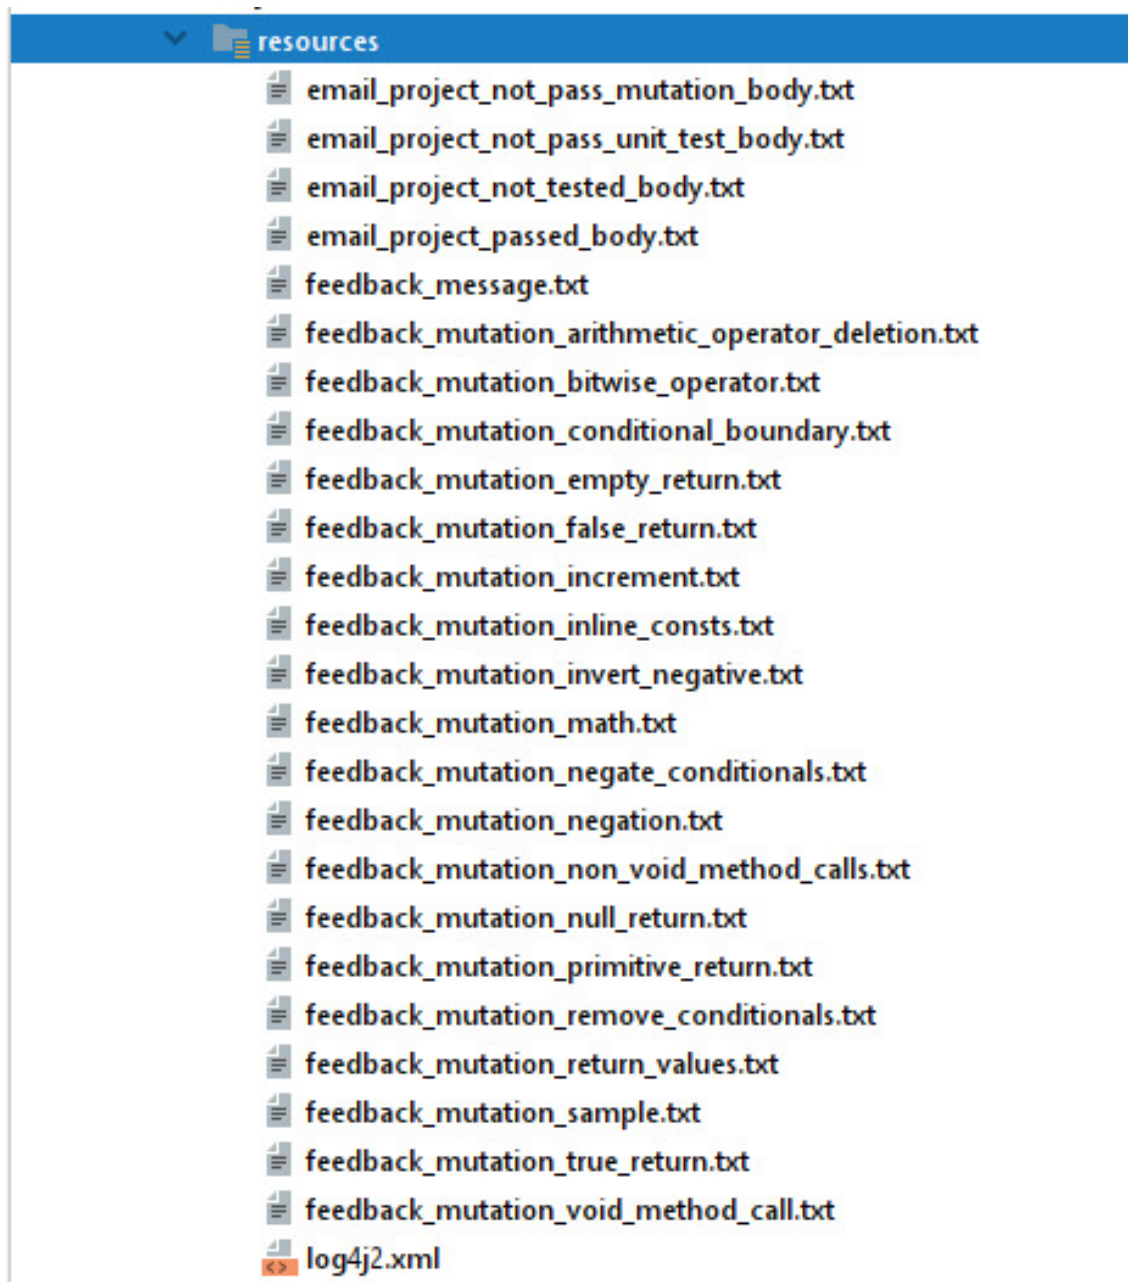 resources
email_project_not_pass_mutation_body.txt
email_project_not_pass_unit_test_body.txt
email_project_not_tested_body.txt
email_project_passed_body.txt
feedback_message.txt
feedback_mutation_arithmetic_operator_deletion.txt
feedback_mutation_bitwise_operator.txt
feedback_mutation_conditional_boundary.txt
feedback_mutation_empty_return.txt
feedback_mutation_false_return.txt
feedback_mutation_increment.txt
feedback_mutation_inline_consts.txt
feedback_mutation_invert_negative.txt
feedback_mutation_math.txt
feedback_mutation_negate_conditionals.txt
feedback_mutation_negation.txt
feedback_mutation_non_void_method_calls.txt
feedback_mutation_null_return.txt
feedback_mutation_primitive_return.txt
feedback_mutation_remove_conditionals.txt
feedback_mutation_return_values.txt
feedback_mutation_sample.txt
feedback_mutation_true_return.txt
feedback_mutation_void_method_call.txt
log4j2.xml